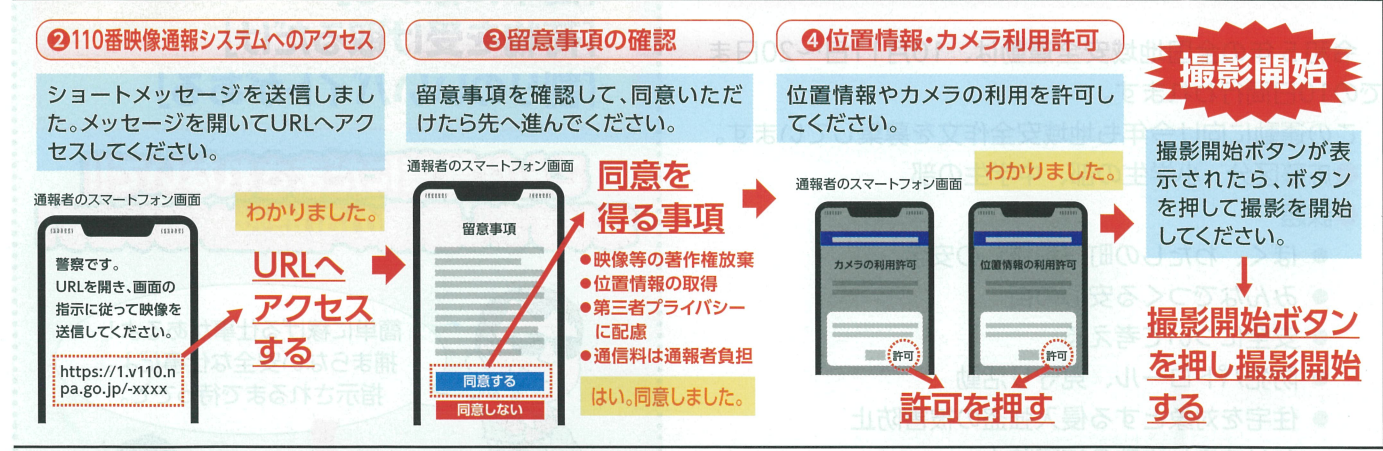 ❷110番映像通報システムへのアクセス
ショートメッセージを送信しまし
た。メッセージを開いてURLへアク
セスしてください。
通報者のスマートフォン画面
わかりました。
警察です。
URLを開き、画面の
指示に従って映像を
送信してください。
https://1.v110.n
pa.go.jp/-xxxx
URLへ
アクセス
する
❸留意事項の確認
留意事項を確認して、同意いただ
けたら先へ進んでください。
通報者のスマートフォン画面
留意事項
同意する
同意しない
同意を
得る事項
●映像等の著作権放棄
●位置情報の取得
●第三者プライバシー
に配慮
●通信料は通報者負担
はい。同意しました。
❹位置情報・カメラ利用許可
位置情報やカメラの利用を許可し
てください。
わかりました。
通報者のスマートフォン画面
カメラの利用許可
許可
位置情報の利用許可
許可
許可を押す
撮影開始
撮影開始ボタンが表
示されたら、ボタン
を押して撮影を開始
してください。
撮影開始ボタン
を押し撮影開始
する